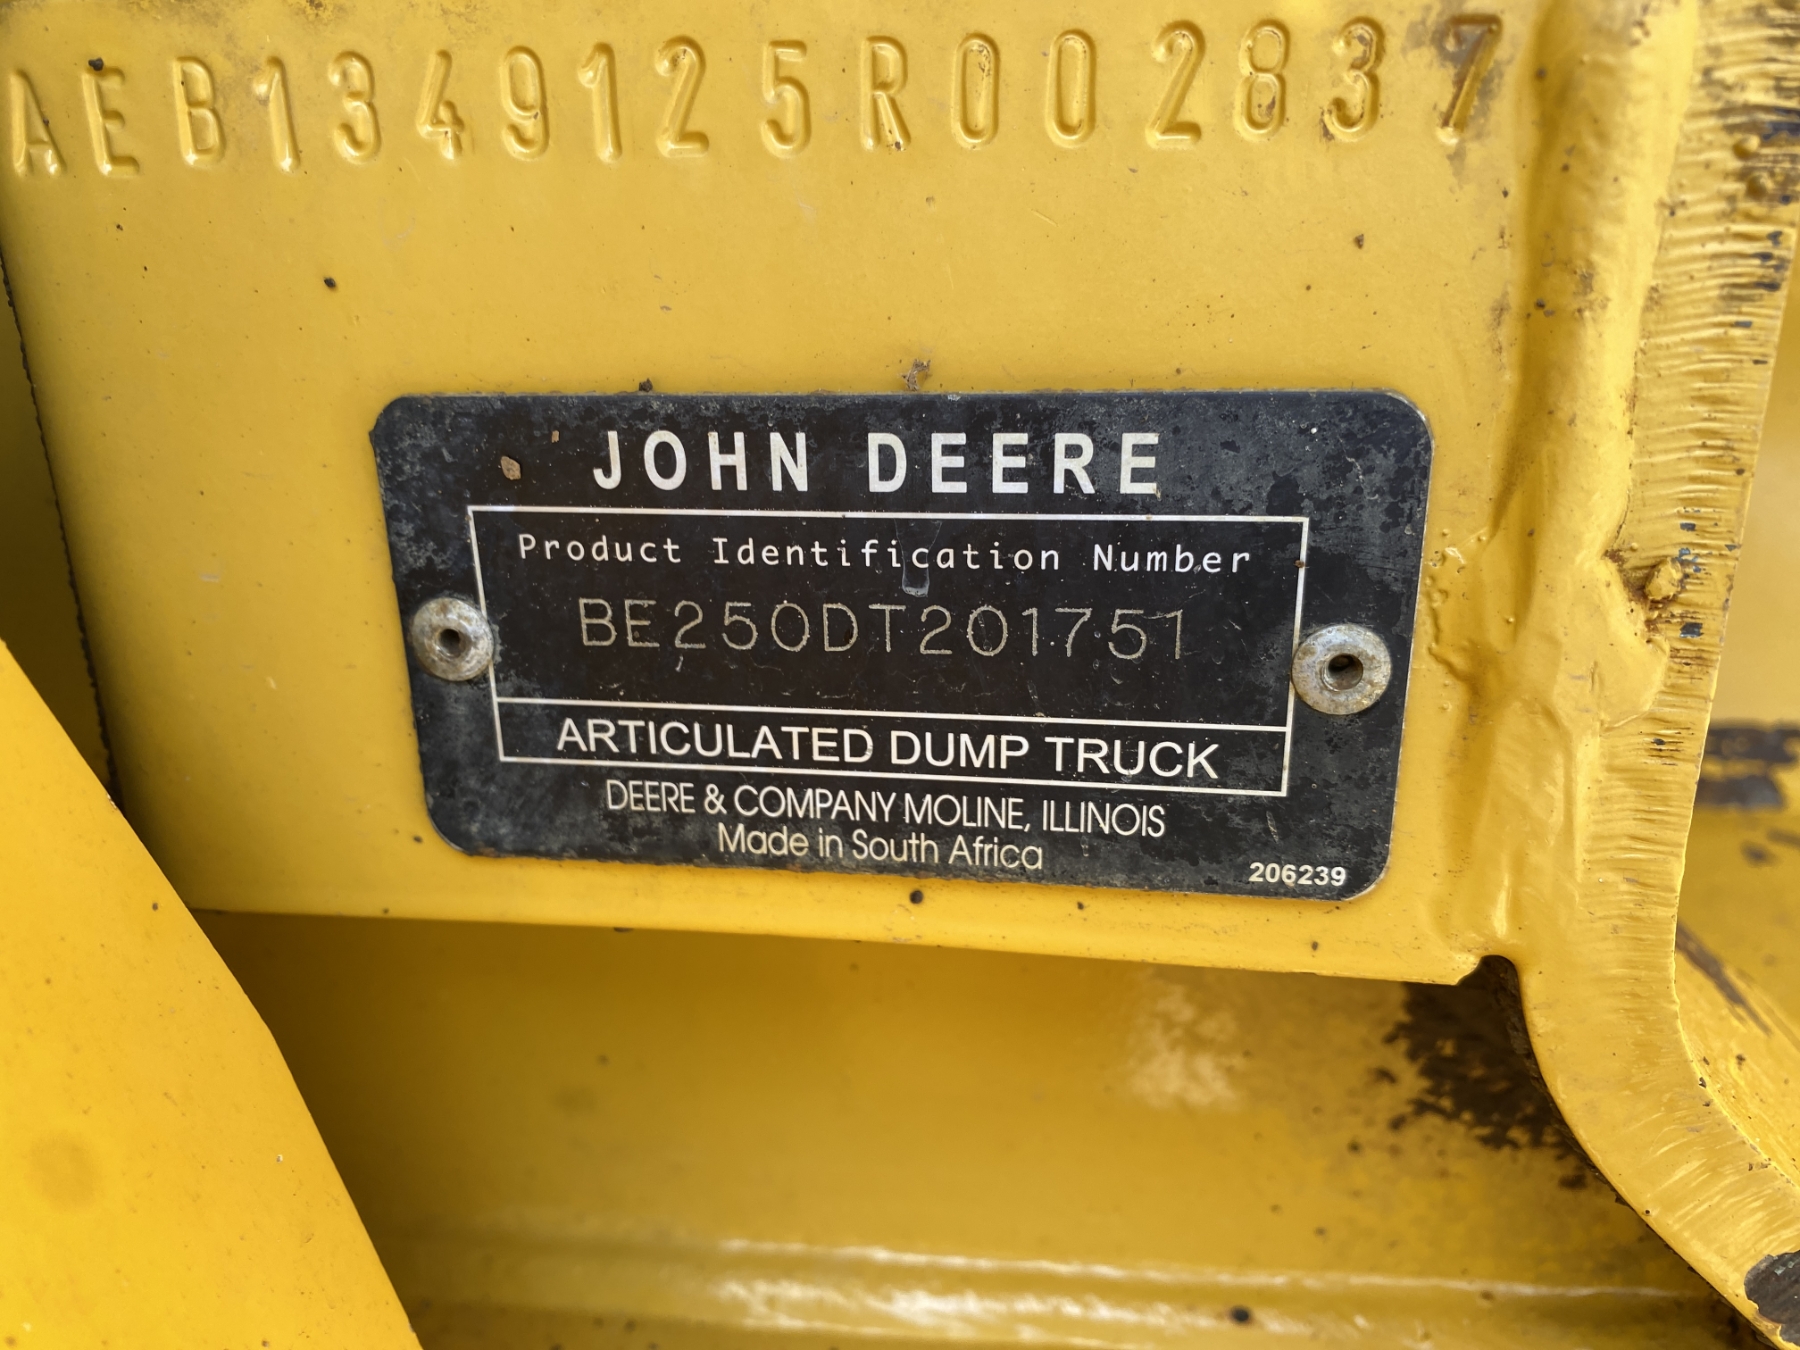 AEB1349125R002837
JOHN DEERE
Product Identification Number
BE250DT201751
ARTICULATED DUMP TRUCK
DEERE & COMPANY MOLINE, ILLINOIS
Made in South Africa
206239